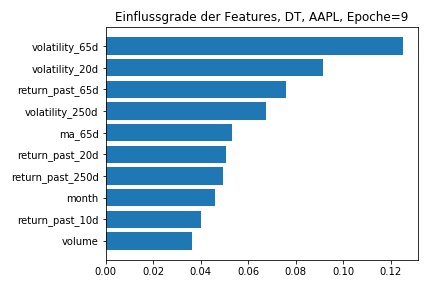 Einflussgrade der Features, DT, AAPL, Epoche=9
volatility_65d
volatility_20d
return_past_65d
volatility_250d
ma_65d
return_past_20d
return_past_250d
month
return_past_10d
volume
0.00 0.02 0.04 0.06 0.08 0.10 0.12